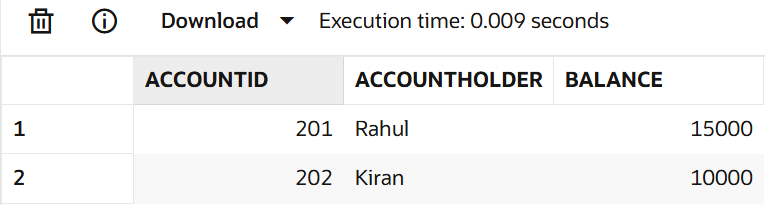 Download Execution time: 0.009 seconds
ACCOUNTID ACCOUNTHOLDER BALANCE
1 201 Rahul 15000
2 202 Kiran 10000